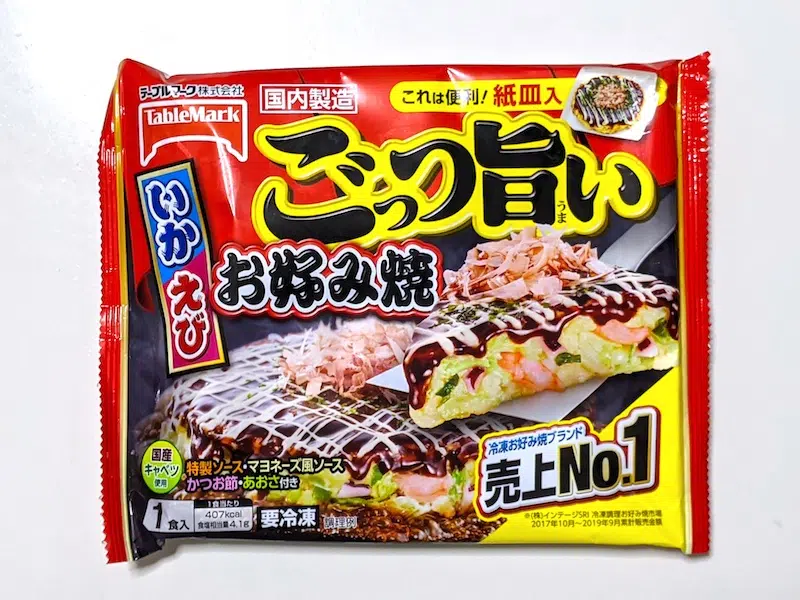 テーブルマーク株式会社
TableMark
国内製造
これは便利!紙皿入
ごっつ旨い
うま
いか
えび
お好み焼
冷凍お好み焼ブランド
売上No.1
※(株)インテージSRI 冷凍調理お好み焼市場
2017年10月~2019年9月累計販売金額
国産
キャベツ
使用
特製ソース・マヨネーズ風ソース
かつお節・あおさ付き
1食入
1食当たり
407kcal
食塩相当量4.1g
要冷凍
調理例